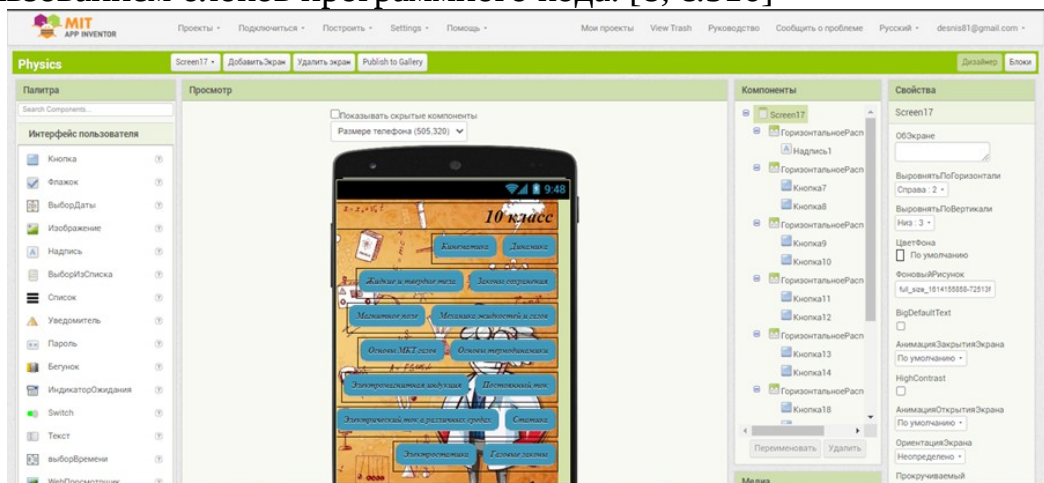 MIT
APP INVENTOR
Проекты
Подключиться
Построить
Settings
Помощь
Мои проекты
View Trash
Руководство
Сообщить о проблеме
Русский
desnis81@gmail.com
Physics
Screen17
ДобавитьЭкран
Удалить экран
Publish to Gallery
Дизайнер
Блоки
Палитра
Search Components...
Интерфейс пользователя
Кнопка
Флажок
ВыборДаты
Изображение
Надпись
ВыборИзСписка
Список
Уведомитель
Пароль
Бегунок
ИндикаторОжидания
Switch
Текст
выборВремени
WebПросмотрщик
Просмотр
Показывать скрытые компоненты
Размере телефона (505,320)
9:48
10 класс
Кинематика
Динамика
Жидкие и твердые тела
Законы сохранения
Магнитное поле
Механика жидкостей и газов
Основы МКТ газов
Основы термодинамики
Электромагнитная индукция
Постоянный ток
Электрический ток в различных средах
Статика
Электростатика
Газовые законы
Компоненты
Screen17
ГоризонтальноеРасп
Надпись1
ГоризонтальноеРасп
Кнопка7
Кнопка8
ГоризонтальноеРасп
Кнопка9
Кнопка10
ГоризонтальноеРасп
Кнопка11
Кнопка12
ГоризонтальноеРасп
Кнопка13
Кнопка14
ГоризонтальноеРасп
Кнопка18
Переименовать
Удалить
Медиа
Свойства
Screen17
ОбЭкране
ВыровнятьПоГоризонтали
Справа : 2
ВыровнятьПоВертикали
Низ : 3
ЦветФона
По умолчанию
ФоновыйРисунок
BigDefaultText
АнимацияЗакрытияЭкрана
По умолчанию
HighContrast
АнимацияОткрытияЭкрана
По умолчанию
ОриентацияЭкрана
Неопределено
Прокручиваемый